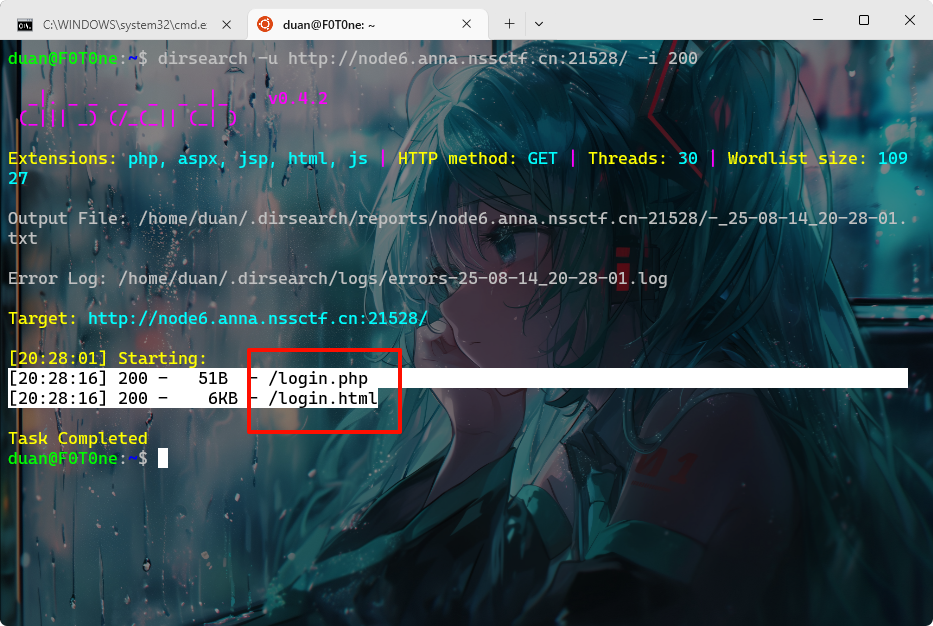 C:\WINDOWS\system32\cmd.e
duan@F0T0ne: ~
duan@F0T0ne:~$ dirsearch -u http://node6.anna.nssctf.cn:21528/ -i 200
v0.4.2
Extensions: php, aspx, jsp, html, js | HTTP method: GET | Threads: 30 | Wordlist size: 109
27
Output File: /home/duan/.dirsearch/reports/node6.anna.nssctf.cn-21528/-_25-08-14_20-28-01.
txt
Error Log: /home/duan/.dirsearch/logs/errors-25-08-14_20-28-01.log
Target: http://node6.anna.nssctf.cn:21528/
[20:28:01] Starting:
[20:28:16] 200 -   51B  - /login.php
[20:28:16] 200 -    6KB - /login.html
Task Completed
duan@F0T0ne:~$
01